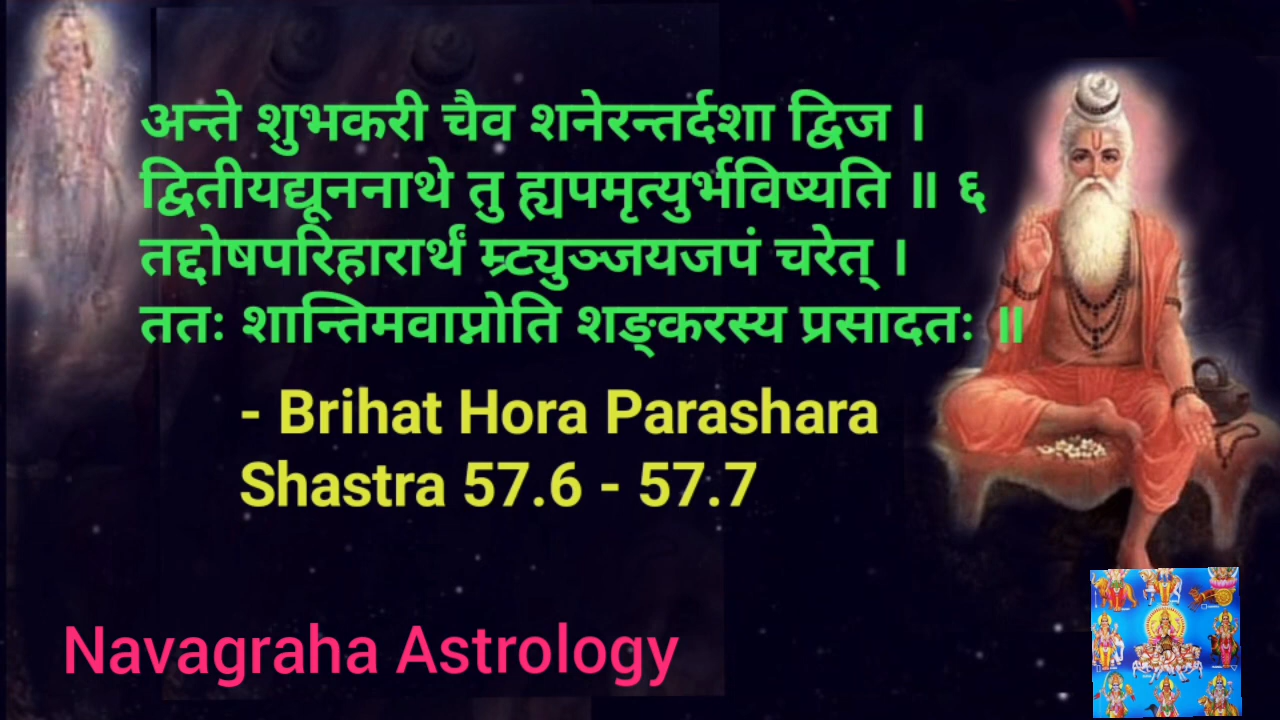 अन्ते शुभकरी चैव शनेरन्तर्दशा द्विज ।
द्वितीयद्यूननाथे तु ह्यपमृत्युर्भविष्यति ॥ ६
तद्दोषपरिहारार्थं म्र्ट्युञ्जयजपं चरेत् ।
ततः शान्तिमवाप्नोति शङ्करस्य प्रसादतः ॥
- Brihat Hora Parashara
Shastra 57.6 - 57.7
Navagraha Astrology